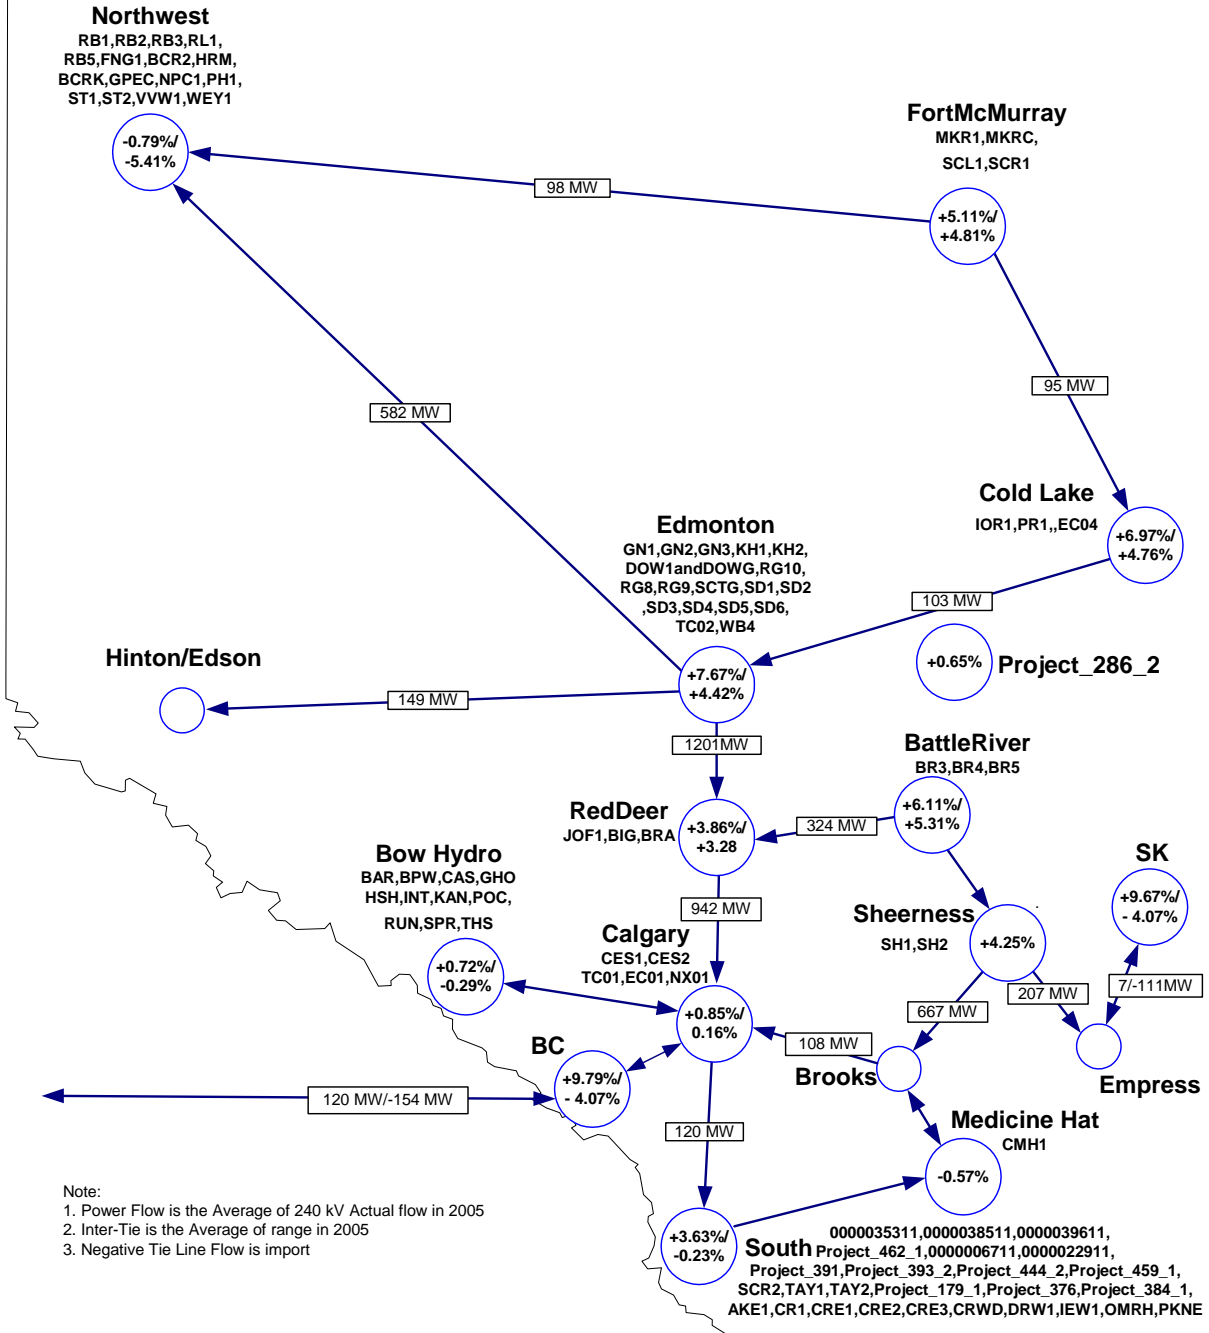 Northwest
RB1,RB2,RB3,RL1,
RB5,FNG1,BCR2,HRM,
BCRK,GPEC,NPC1,PH1,
ST1,ST2,VVW1,WEY1
-0.79%/
-5.41%
FortMcMurray
MKR1,MKRC,
SCL1,SCR1
+5.11%/
+4.81%
98 MW
95 MW
582 MW
Cold Lake
IOR1,PR1,,EC04
+6.97%/
+4.76%
Edmonton
GN1,GN2,GN3,KH1,KH2,
DOW1andDOWG,RG10,
RG8,RG9,SCTG,SD1,SD2
,SD3,SD4,SD5,SD6,
TC02,WB4
+7.67%/
+4.42%
103 MW
+0.65%
Project_286_2
Hinton/Edson
149 MW
1201MW
BattleRiver
BR3,BR4,BR5
+6.11%/
+5.31%
RedDeer
JOF1,BIG,BRA
+3.86%/
+3.28
324 MW
Bow Hydro
BAR,BPW,CAS,GHO
HSH,INT,KAN,POC,
RUN,SPR,THS
+0.72%/
-0.29%
942 MW
SK
+9.67%/
- 4.07%
Sheerness
SH1,SH2
+4.25%
Calgary
CES1,CES2
TC01,EC01,NX01
+0.85%/
0.16%
7/-111MW
207 MW
667 MW
108 MW
BC
+9.79%/
- 4.07%
Brooks
Empress
120 MW/-154 MW
120 MW
Medicine Hat
CMH1
-0.57%
Note:
1. Power Flow is the Average of 240 kV Actual flow in 2005
2. Inter-Tie is the Average of range in 2005
3. Negative Tie Line Flow is import
+3.63%/
-0.23%
South
0000035311,0000038511,0000039611,
Project_462_1,0000006711,0000022911,
Project_391,Project_393_2,Project_444_2,Project_459_1,
SCR2,TAY1,TAY2,Project_179_1,Project_376,Project_384_1,
AKE1,CR1,CRE1,CRE2,CRE3,CRWD,DRW1,IEW1,OMRH,PKNE